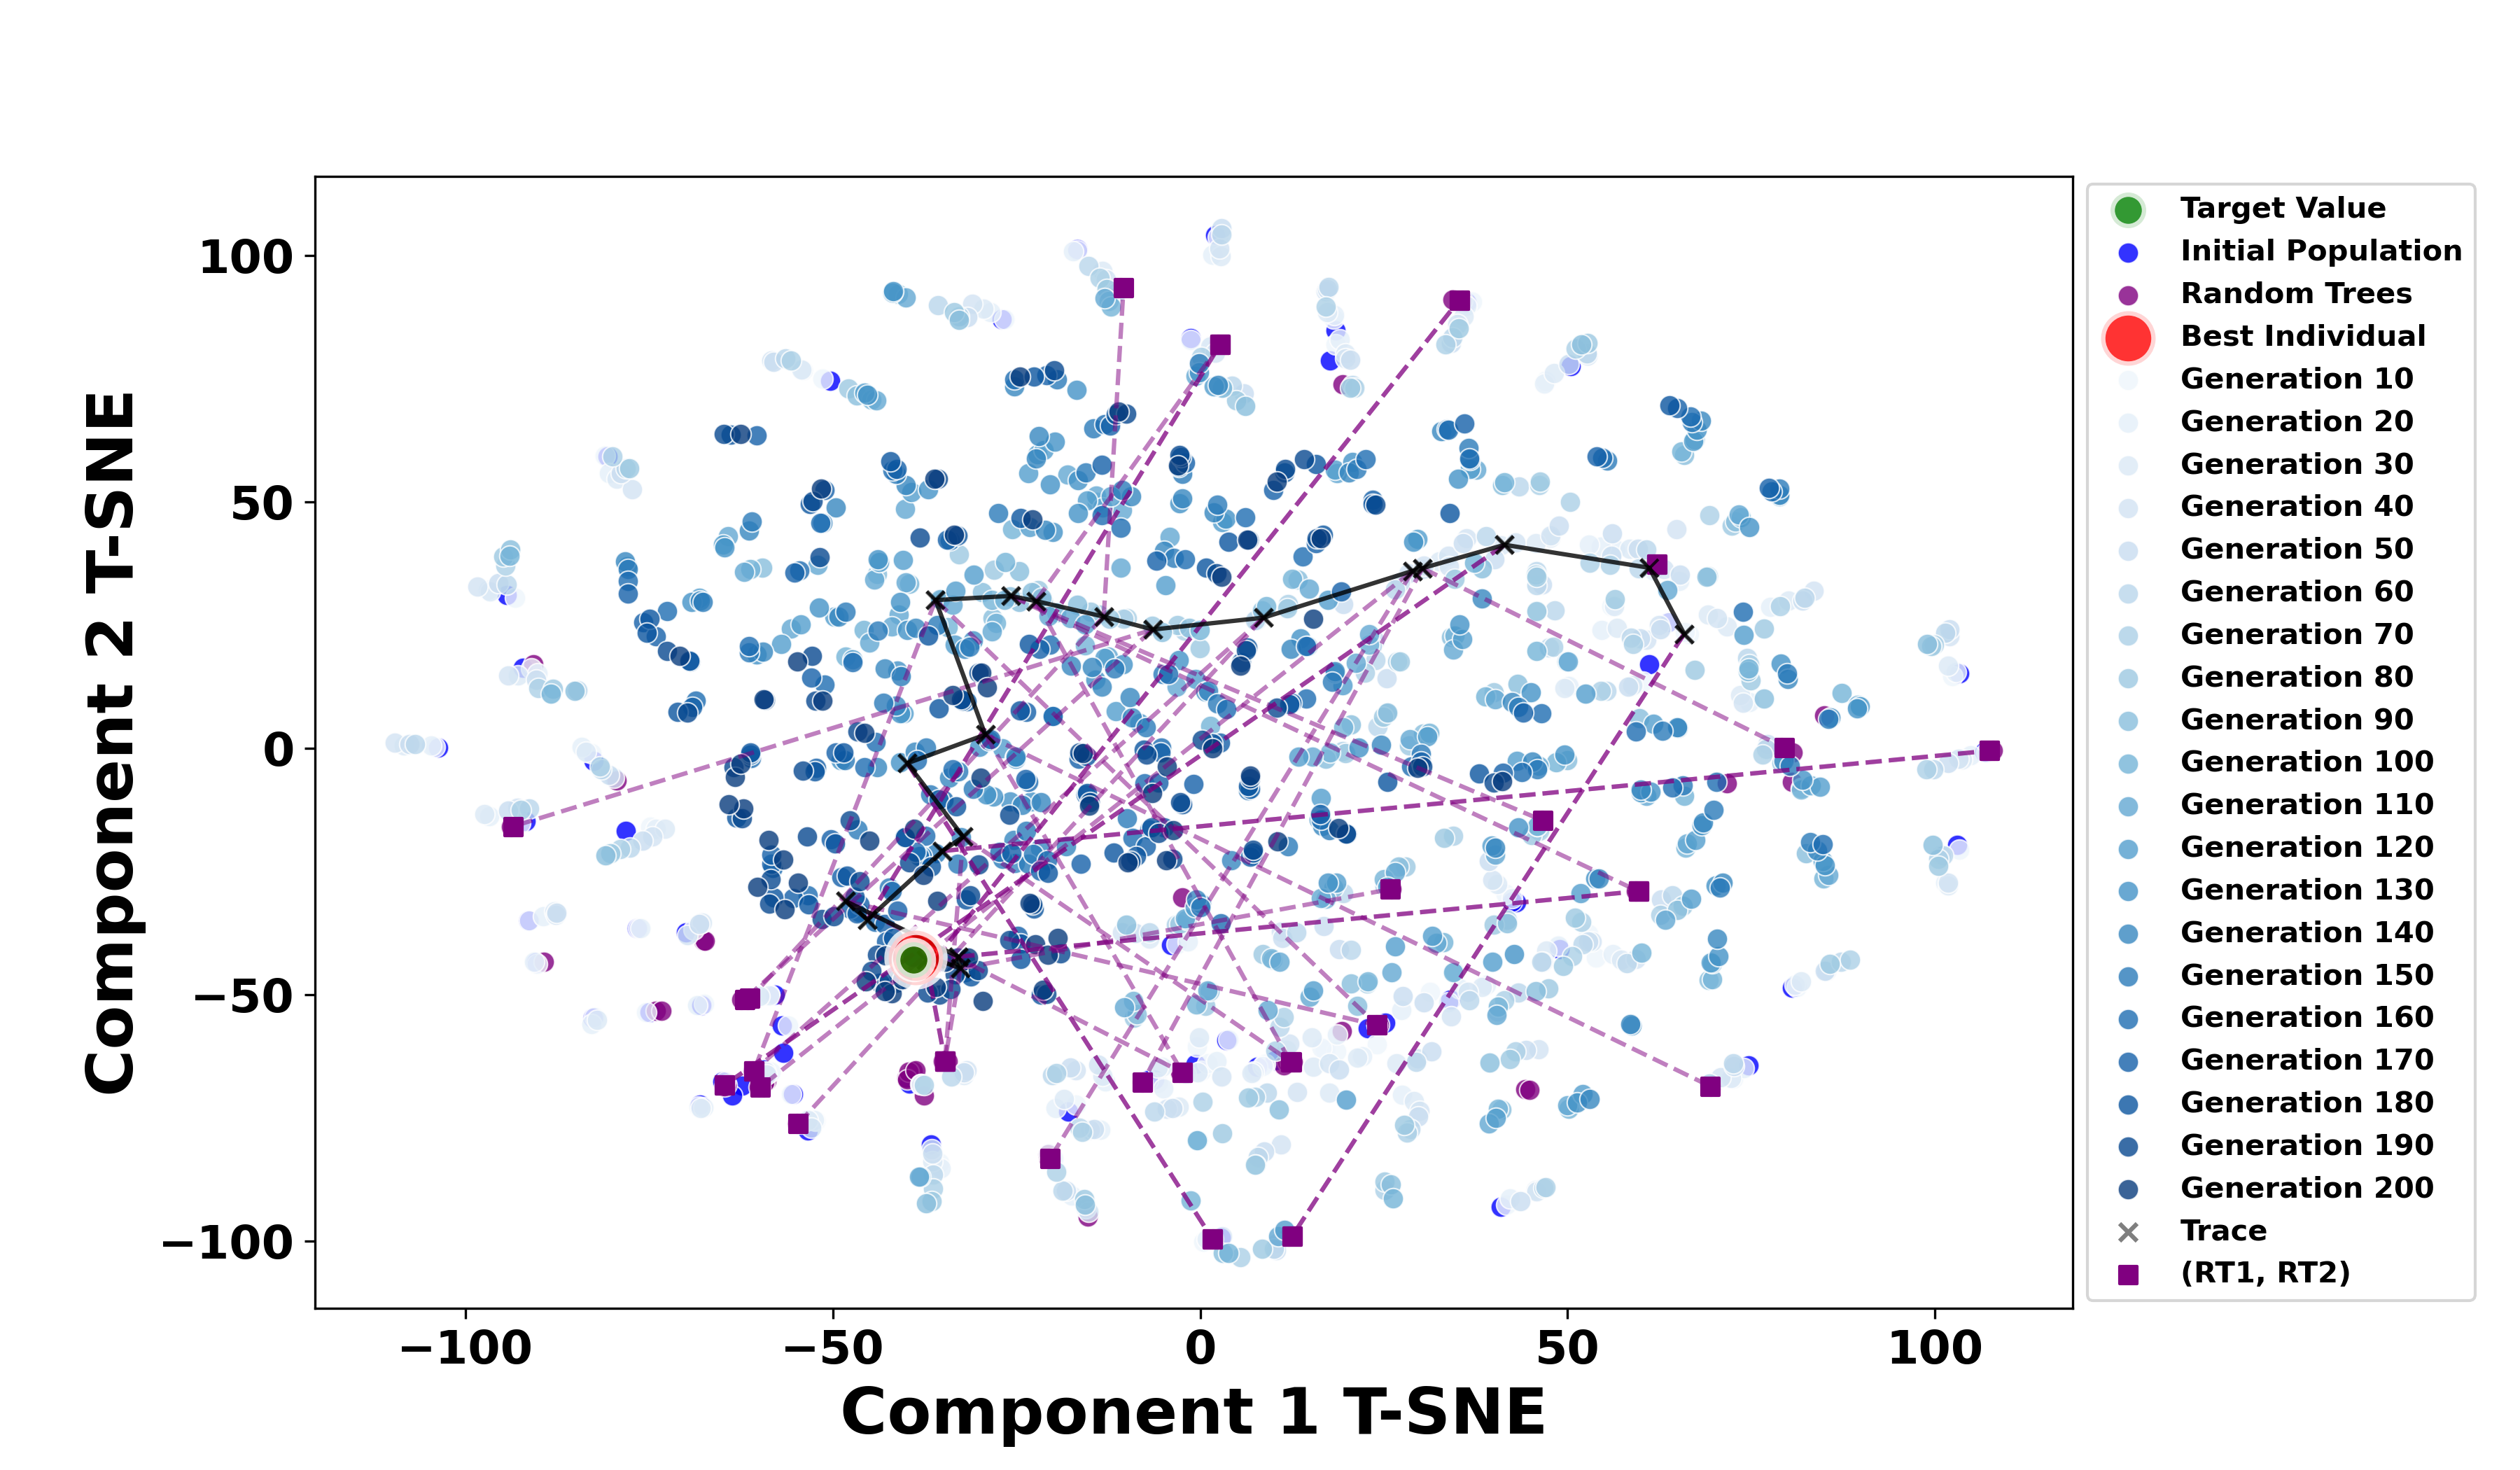 Component 2 T-SNE
100
50
0
−50
−100
−100
−50
0
50
100
Component 1 T-SNE
Target Value
Initial Population
Random Trees
Best Individual
Generation 10
Generation 20
Generation 30
Generation 40
Generation 50
Generation 60
Generation 70
Generation 80
Generation 90
Generation 100
Generation 110
Generation 120
Generation 130
Generation 140
Generation 150
Generation 160
Generation 170
Generation 180
Generation 190
Generation 200
Trace
(RT1, RT2)